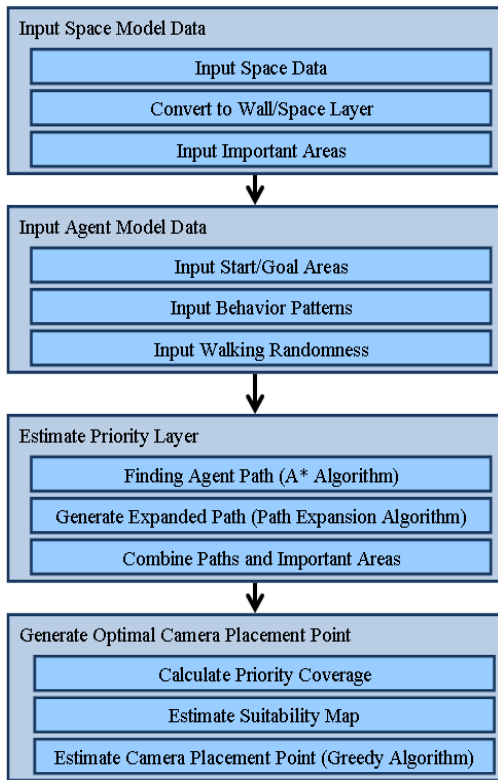 Input Space Model Data
Input Space Data
Convert to Wall/Space Layer
Input Important Areas
Input Agent Model Data
Input Start/Goal Areas
Input Behavior Patterns
Input Walking Randomness
Estimate Priority Layer
Finding Agent Path (A* Algorithm)
Generate Expanded Path (Path Expansion Algorithm)
Combine Paths and Important Areas
Generate Optimal Camera Placement Point
Calculate Priority Coverage
Estimate Suitability Map
Estimate Camera Placement Point (Greedy Algorithm)